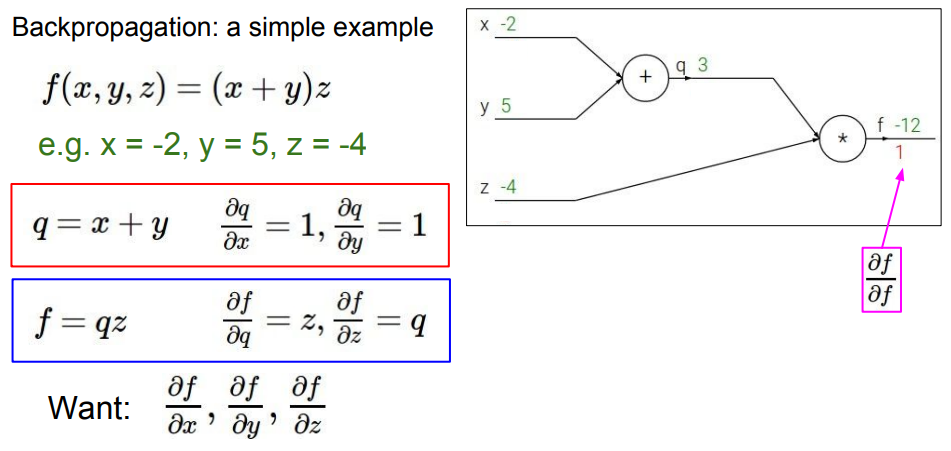 Backpropagation: a simple example
f(x, y, z) = (x + y)z
e.g. x = -2, y = 5, z = -4
q = x + y    ∂q/∂x = 1, ∂q/∂y = 1
f = qz    ∂f/∂q = z, ∂f/∂z = q
Want: ∂f/∂x, ∂f/∂y, ∂f/∂z
x -2
y 5
z -4
+
q 3
*
f -12
1
∂f/∂f